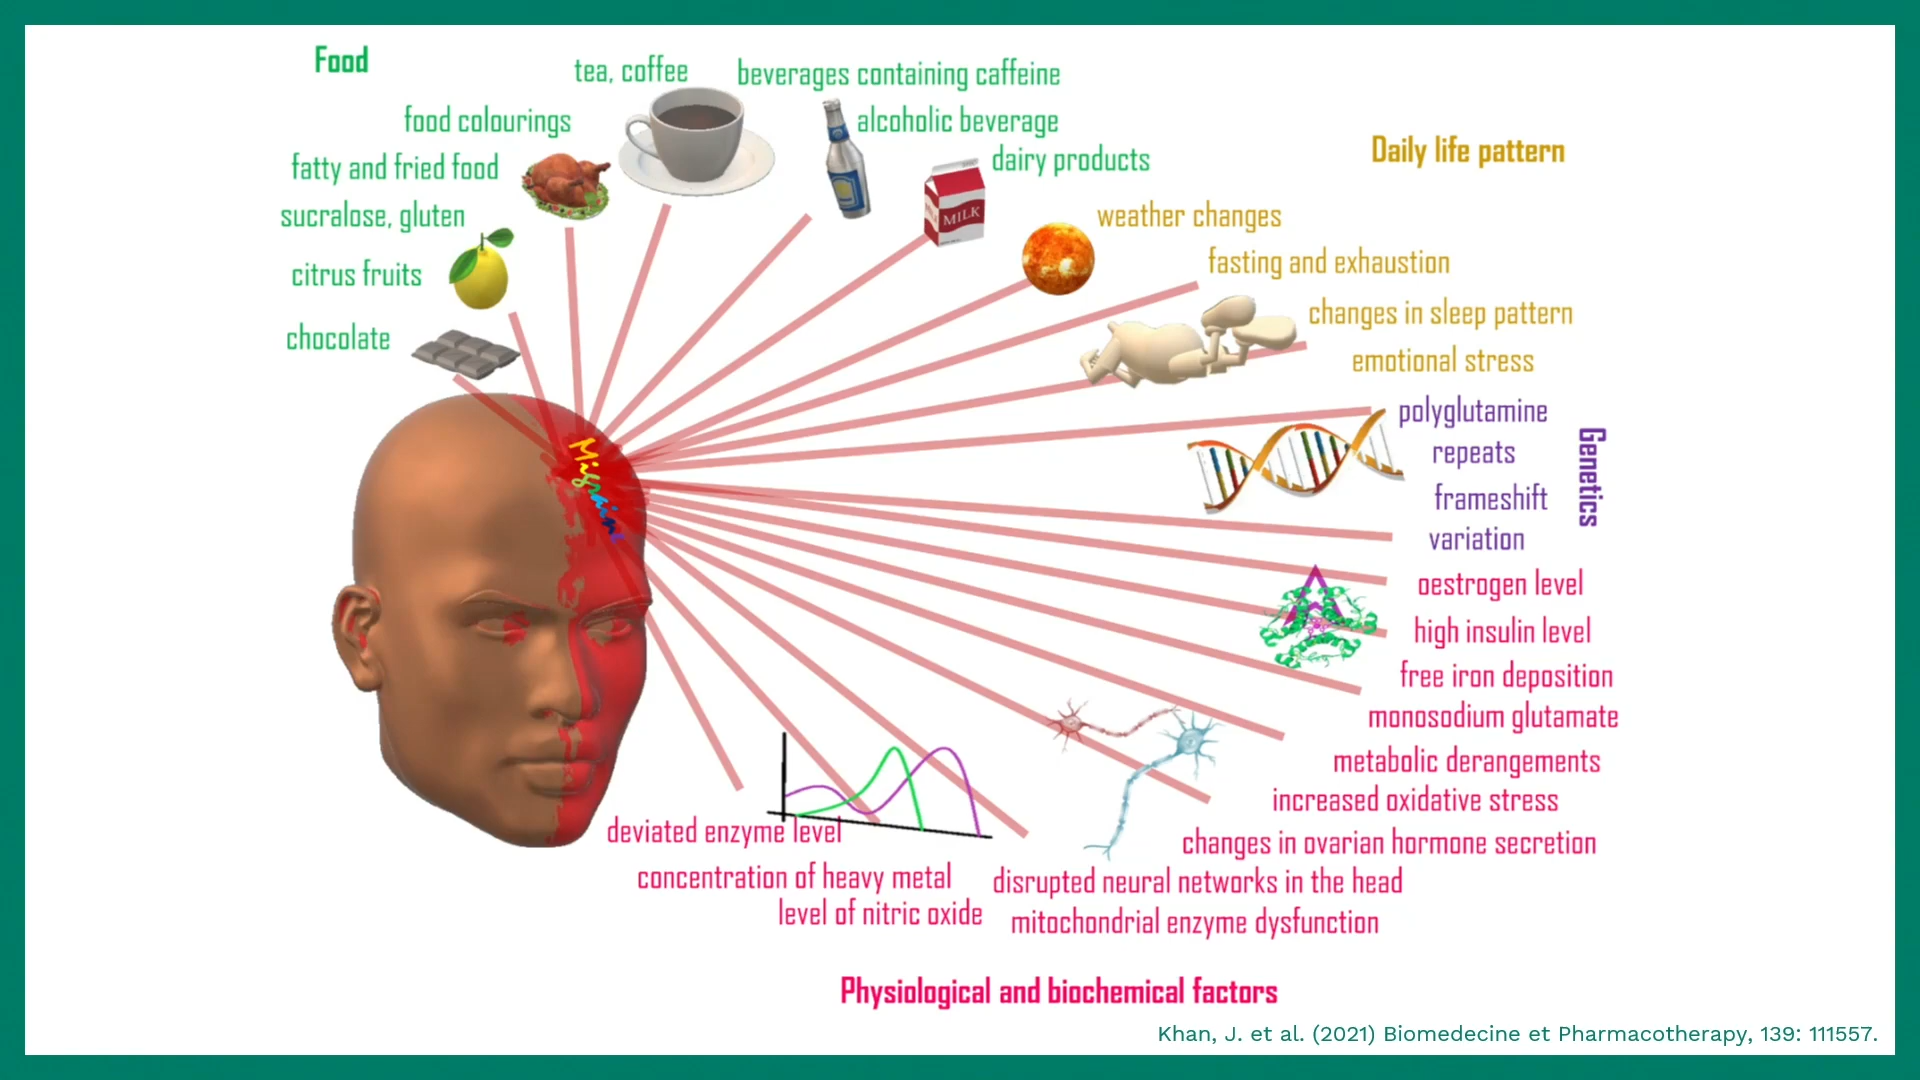 Food
tea, coffee
beverages containing caffeine
food colourings
alcoholic beverage
fatty and fried food
dairy products
sucralose, gluten
citrus fruits
chocolate
MILK
Daily life pattern
weather changes
fasting and exhaustion
changes in sleep pattern
emotional stress
Migraine
polyglutamine
repeats
frameshift
variation
Genetics
oestrogen level
high insulin level
free iron deposition
monosodium glutamate
metabolic derangements
increased oxidative stress
changes in ovarian hormone secretion
disrupted neural networks in the head
mitochondrial enzyme dysfunction
deviated enzyme level
concentration of heavy metal
level of nitric oxide
Physiological and biochemical factors
Khan, J. et al. (2021) Biomedecine et Pharmacotherapy, 139: 111557.